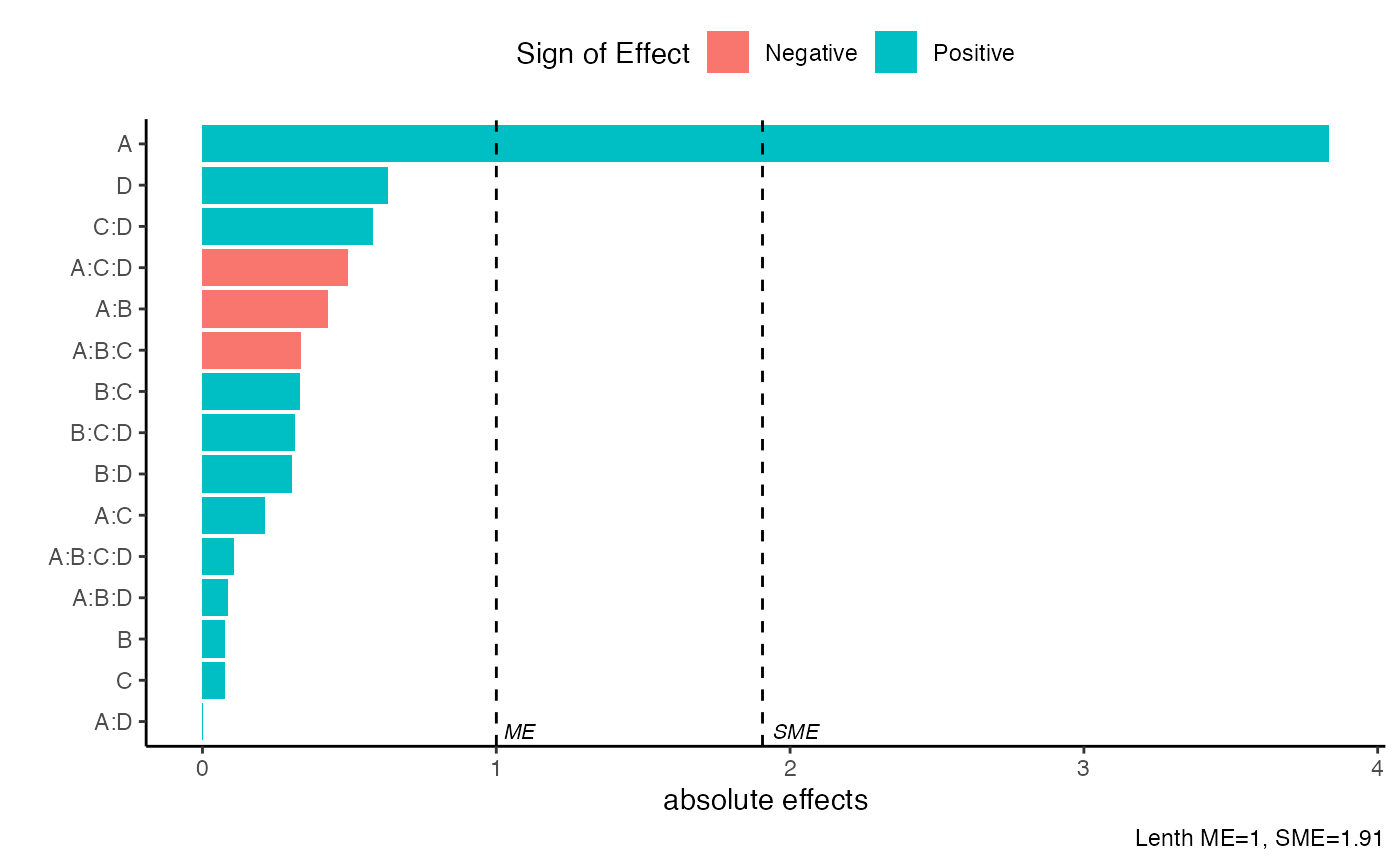 Sign of Effect Negative Positive
A
D
C:D
A:C:D
A:B
A:B:C
B:C
B:C:D
B:D
A:C
A:B:C:D
A:B:D
B
C
A:D
ME SME
0 1 2 3 4
absolute effects
Lenth ME=1, SME=1.91